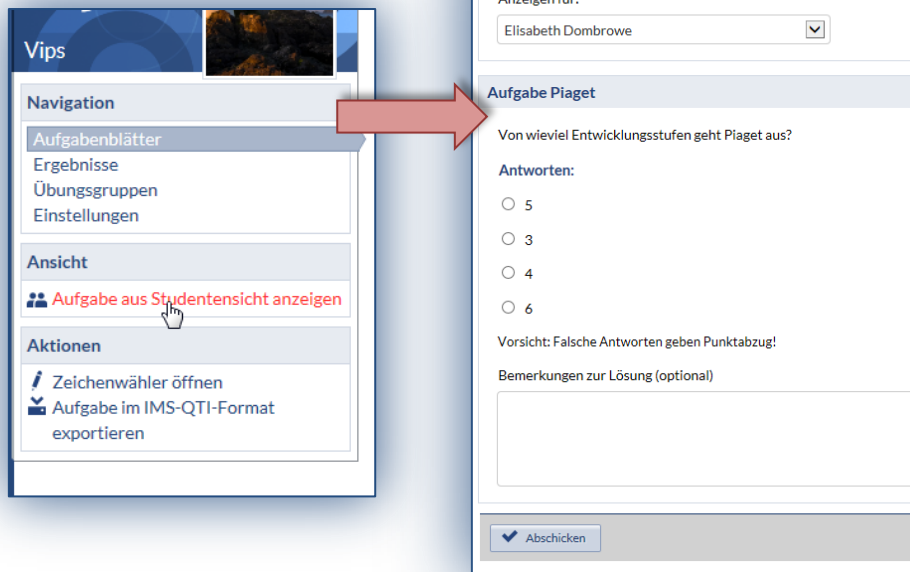 Vips
Navigation
Aufgabenblätter
Ergebnisse
Übungsgruppen
Einstellungen
Ansicht
Aufgabe aus Studentensicht anzeigen
Aktionen
Zeichenwähler öffnen
Aufgabe im IMS-QTI-Format
exportieren
Anzeigen für:
Elisabeth Dombrowe
Aufgabe Piaget
Von wieviel Entwicklungsstufen geht Piaget aus?
Antworten:
5
3
4
6
Vorsicht: Falsche Antworten geben Punktabzug!
Bemerkungen zur Lösung (optional)
Abschicken